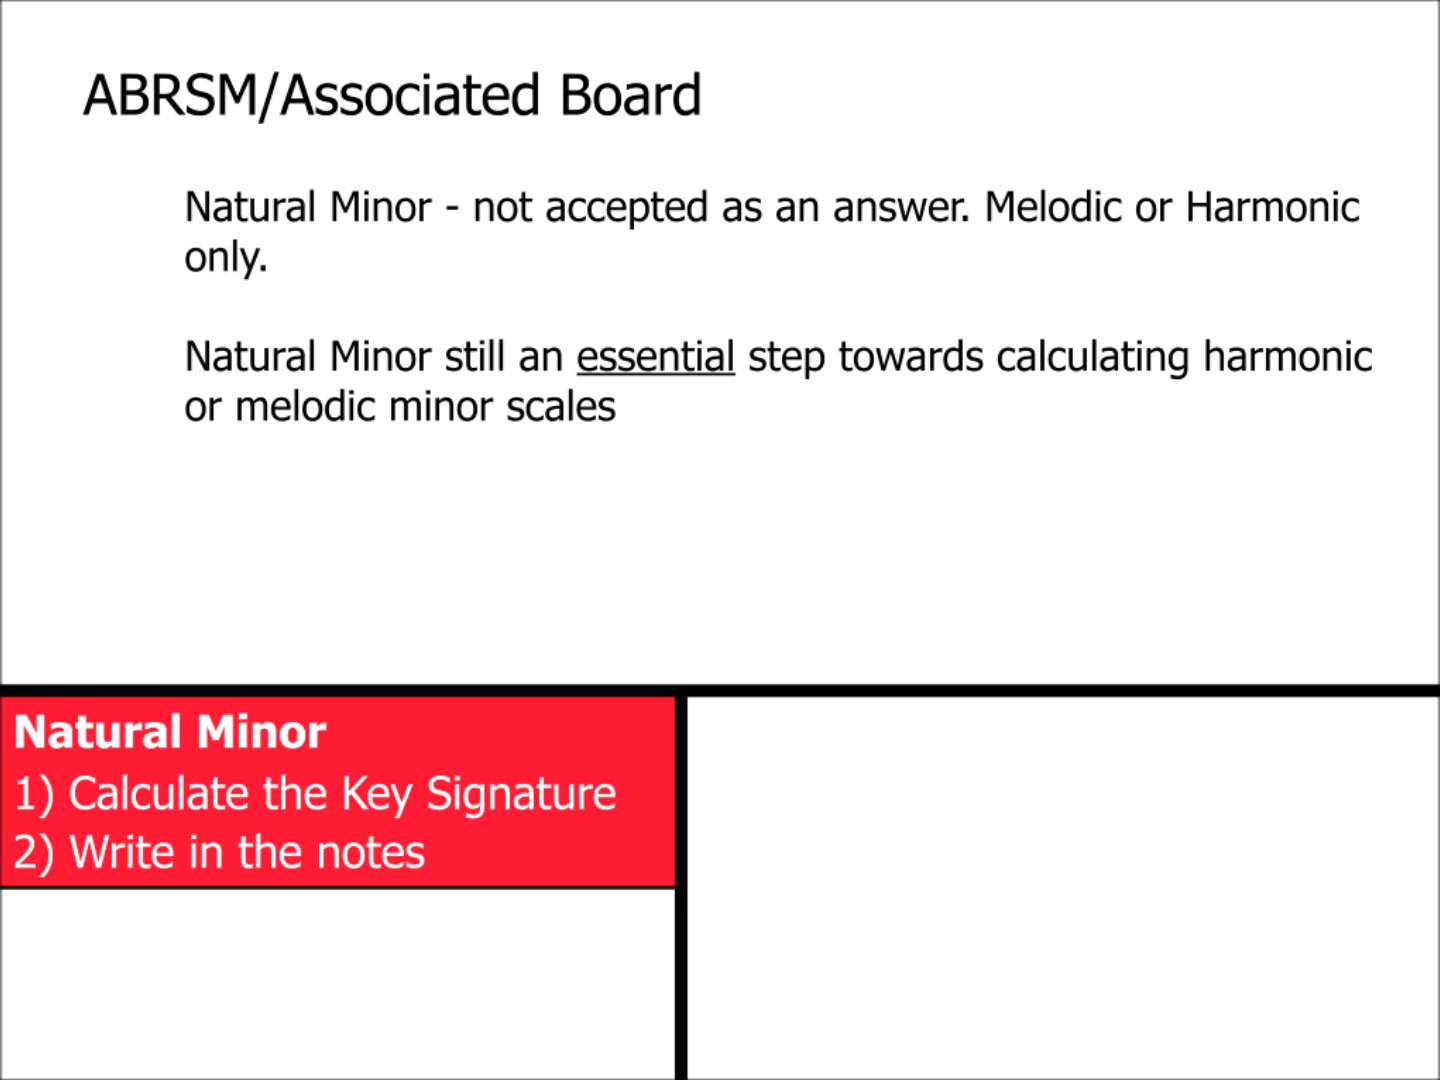 ABRSM/Associated Board
Natural Minor - not accepted as an answer. Melodic or Harmonic
only.
Natural Minor still an essential step towards calculating harmonic
or melodic minor scales
Natural Minor
1) Calculate the Key Signature
2) Write in the notes